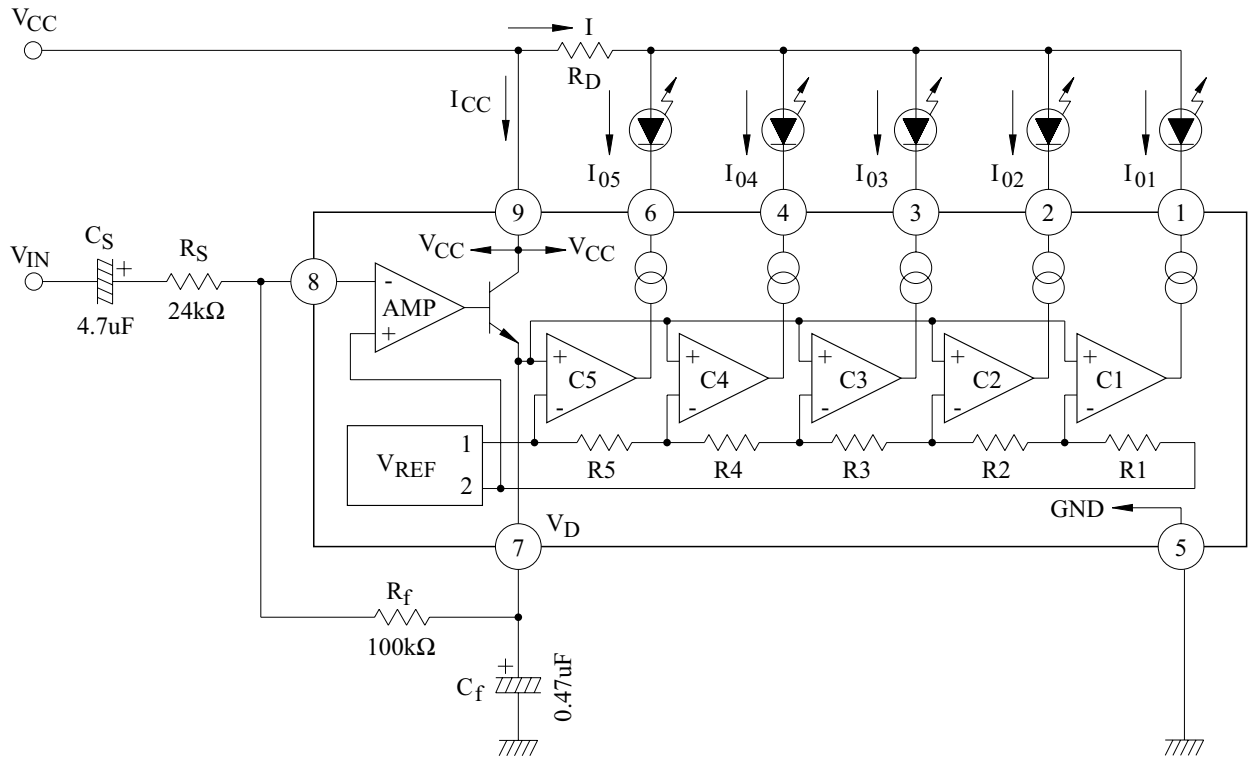 VCC
I
RD
ICC
I05
I04
I03
I02
I01
9
6
4
3
2
1
VIN
CS
+
4.7uF
RS
24kΩ
8
VCC
VCC
-
AMP
+
+
C5
-
+
C4
-
+
C3
-
+
C2
-
+
C1
-
VREF
1
2
R5
R4
R3
R2
R1
GND
VD
7
5
Rf
100kΩ
+
Cf
0.47uF